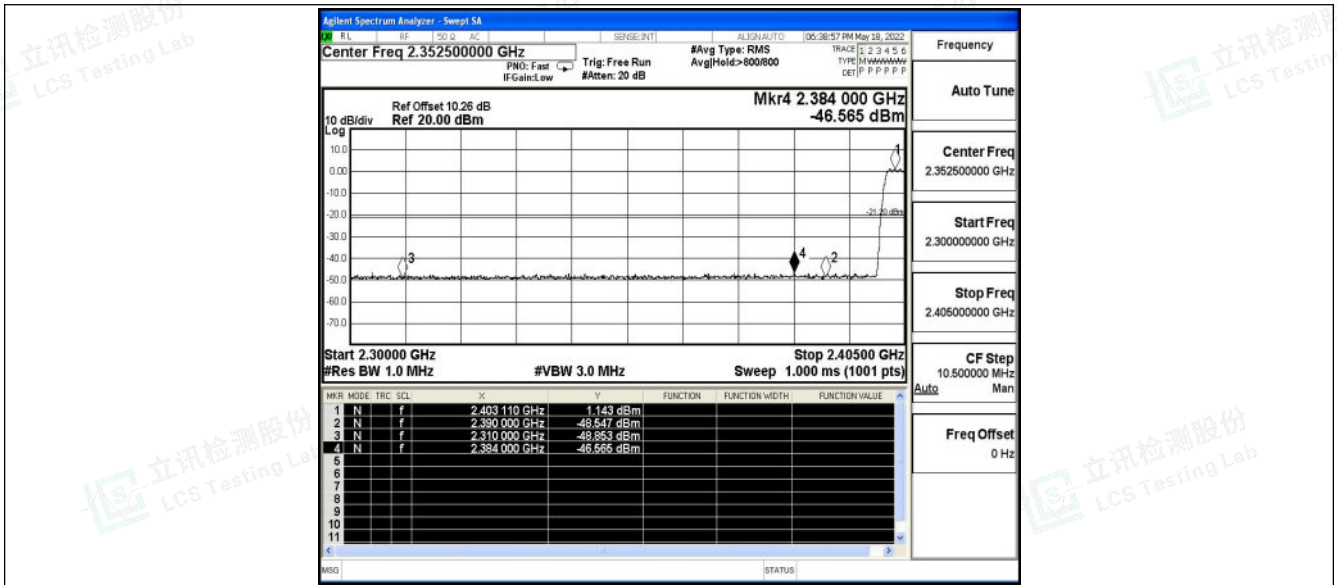 Agilent Spectrum Analyzer - Swept SA
RL RF 50 Ω AC SENSE:INT ALIGNAUTO 06:38:57 PM May 18, 2022
Center Freq 2.352500000 GHz
PNO: Fast
IFGain:Low
Trig: Free Run
#Atten: 20 dB
#Avg Type: RMS
Avg|Hold:>800/800
TRACE 1 2 3 4 5 6
TYPE M WWWWW
DET P P P P P P
Ref Offset 10.26 dB
10 dB/div Ref 20.00 dBm
Log
Mkr4 2.384 000 GHz
-46.565 dBm
10.0
0.00
-10.0
-20.0
-30.0
-40.0
-50.0
-60.0
-70.0
1
-21.20 dBm
3
4
2
Start 2.30000 GHz
Stop 2.40500 GHz
#Res BW 1.0 MHz
#VBW 3.0 MHz
Sweep 1.000 ms (1001 pts)
MKR MODE TRC SCL X Y FUNCTION FUNCTION WIDTH FUNCTION VALUE
1 N f 2.403 110 GHz 1.143 dBm
2 N f 2.390 000 GHz -48.547 dBm
3 N f 2.310 000 GHz -48.853 dBm
4 N f 2.384 000 GHz -46.565 dBm
5
6
7
8
9
10
11
MSG
STATUS
Frequency
Auto Tune
Center Freq
2.352500000 GHz
Start Freq
2.300000000 GHz
Stop Freq
2.405000000 GHz
CF Step
10.500000 MHz
Auto Man
Freq Offset
0 Hz
立讯检测股份
LCS Testing Lab
立讯检测股份
LCS Testing Lab
立讯检测股份
LCS Testing Lab